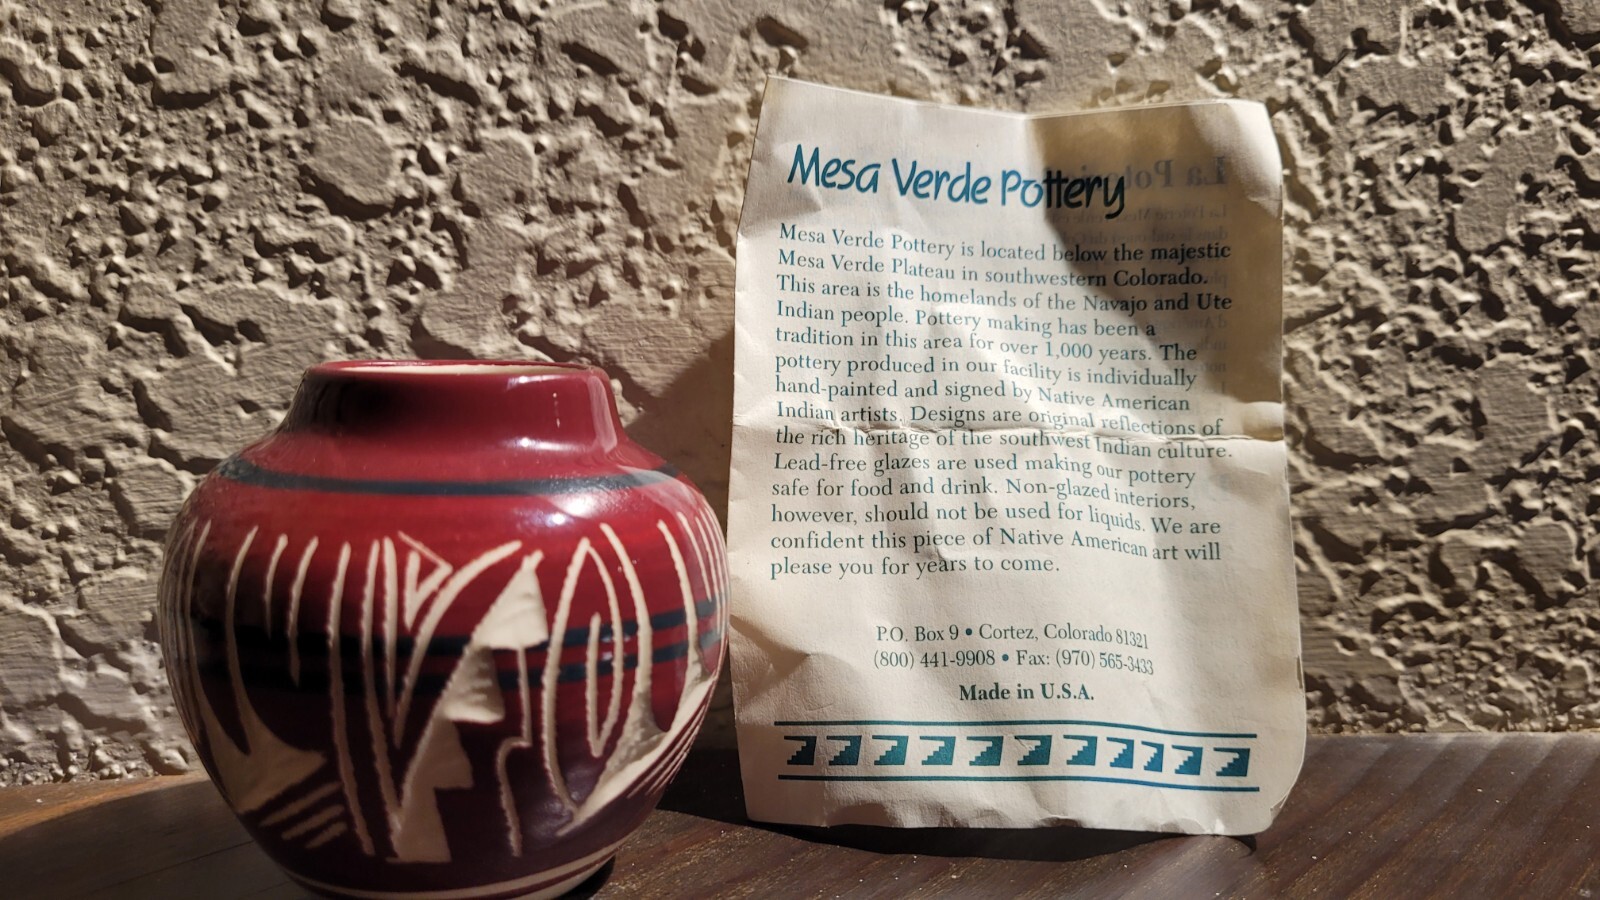 Mesa Verde Pottery
Mesa Verde Pottery is located below the majestic
Mesa Verde Plateau in southwestern Colorado.
This area is the homelands of the Navajo and Ute
Indian people. Pottery making has been a
tradition in this area for over 1,000 years. The
pottery produced in our facility is individually
hand-painted and signed by Native American
Indian artists. Designs are original reflections of
the rich heritage of the southwest Indian culture.
Lead-free glazes are used making our pottery
safe for food and drink. Non-glazed interiors,
however, should not be used for liquids. We are
confident this piece of Native American art will
please you for years to come.
P.O. Box 9 • Cortez, Colorado 81321
(800) 441-9908 • Fax: (970) 565-3433
Made in U.S.A.